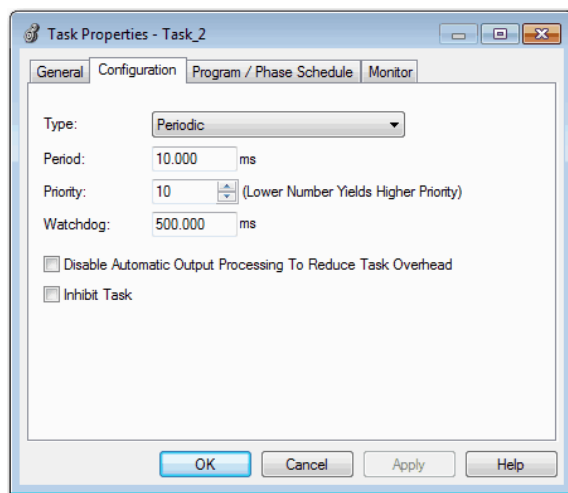 Task Properties - Task_2
General Configuration Program / Phase Schedule Monitor
Type: Periodic
Period: 10.000 ms
Priority: 10 (Lower Number Yields Higher Priority)
Watchdog: 500.000 ms
Disable Automatic Output Processing To Reduce Task Overhead
Inhibit Task
OK Cancel Apply Help